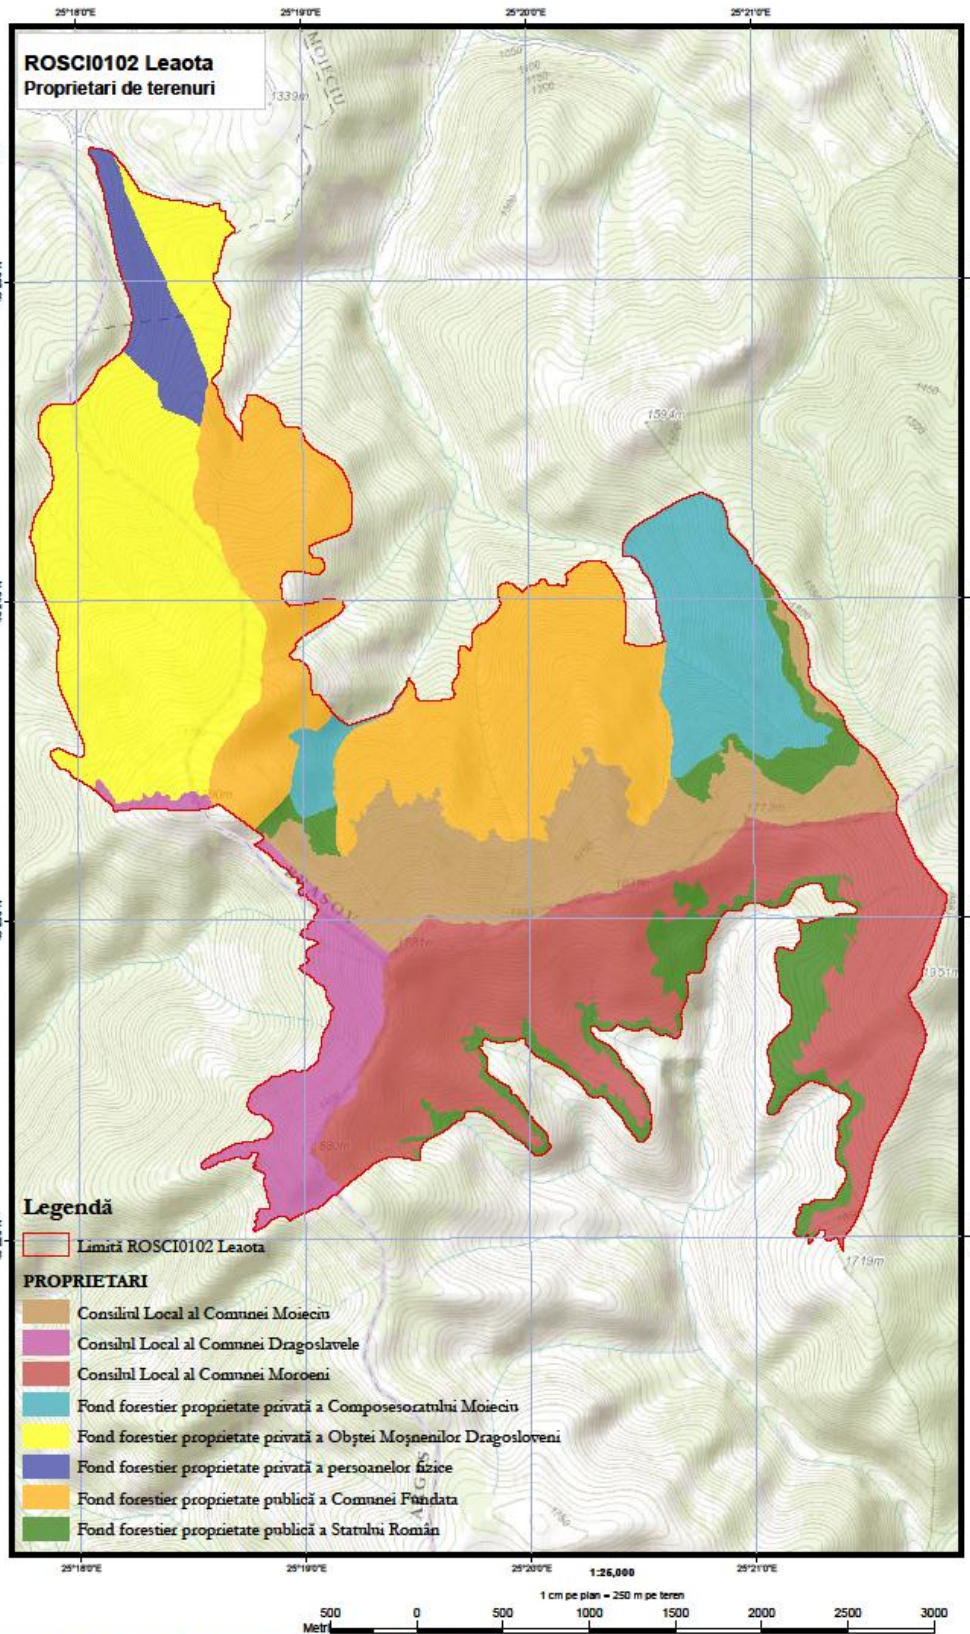 25°18'0"E 25°19'0"E 25°20'0"E 25°21'0"E
ROSCI0102 Leaota
Proprietari de terenuri
MOIECIU
1339m
1594m
1773m
BRAȘOV
1719m
Legendă
Limită ROSCI0102 Leaota
PROPRIETARI
Consiliul Local al Comunei Moieciu
Consilul Local al Comunei Dragoslavele
Consilul Local al Comunei Moroeni
Fond forestier proprietate privată a Composesoratului Moieciu
Fond forestier proprietate privată a Obștei Moșnenilor Dragosloveni
Fond forestier proprietate privată a persoanelor fizice
Fond forestier proprietate publică a Comunei Fundata
Fond forestier proprietate publică a Statului Român
25°18'0"E 25°19'0"E 25°20'0"E 25°21'0"E
1:25,000
1 cm pe plan = 250 m pe teren
500 0 500 1000 1500 2000 2500 3000
Metri